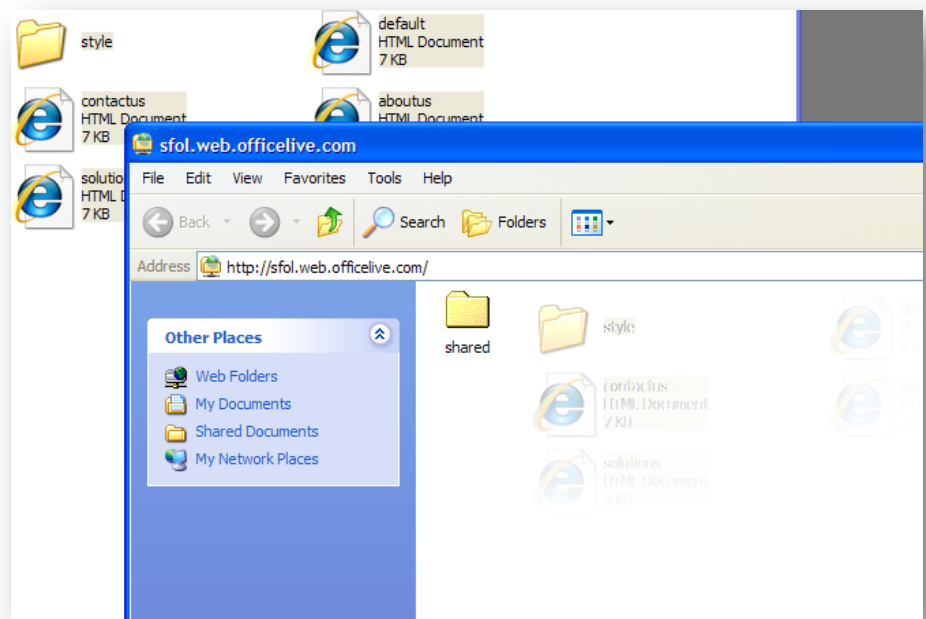 style
default
HTML Document
7 KB
contactus
HTML Document
7 KB
aboutus
HTML Document
solutio
HTML
7 KB
sfol.web.officelive.com
File Edit View Favorites Tools Help
Back Search Folders
Address http://sfol.web.officelive.com/
Other Places
Web Folders
My Documents
Shared Documents
My Network Places
shared
style
contactus
HTML Document
7 KB
solutions
HTML Document
7 KB